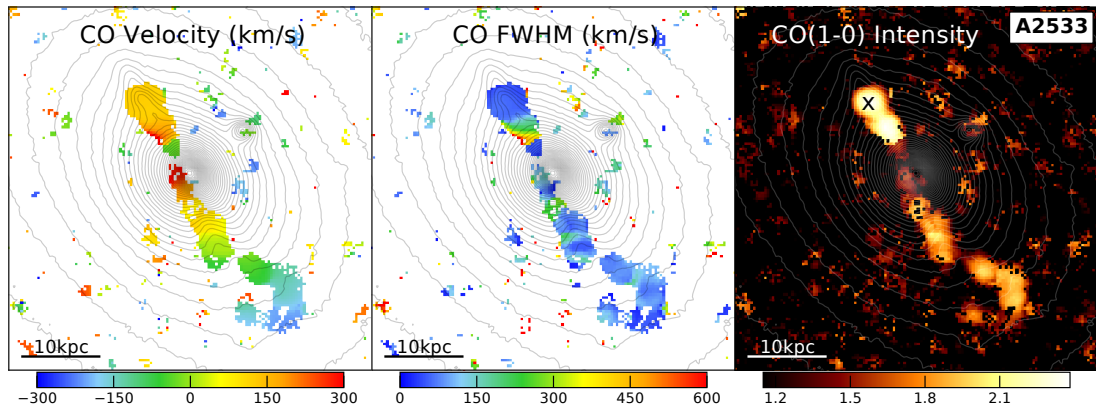 CO Velocity (km/s)
CO FWHM (km/s)
CO(1-0) Intensity
A2533
x
10kpc
10kpc
10kpc
−300 −150 0 150 300
0 150 300 450 600
1.2 1.5 1.8 2.1